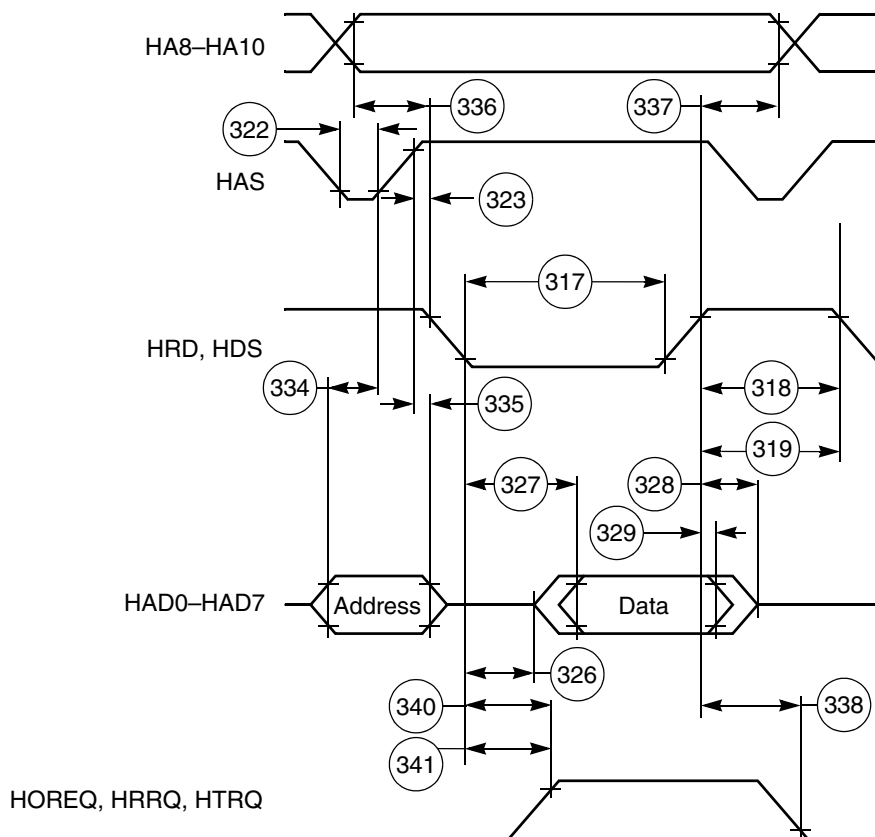 HA8–HA10
336
337
322
HAS
323
317
HRD, HDS
334
335
318
319
327
328
329
HAD0–HAD7
Address
Data
326
340
338
341
HOREQ, HRRQ, HTRQ